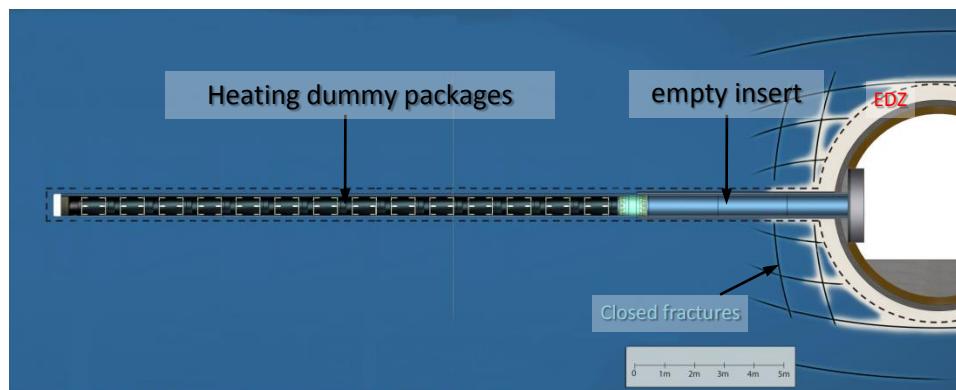 Heating dummy packages
empty insert
EDZ
Closed fractures
0 1m 2m 3m 4m 5m